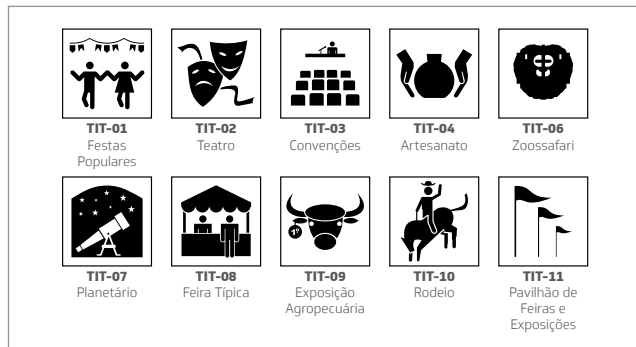 TIT-01
Festas
Populares
TIT-02
Teatro
TIT-03
Convenções
TIT-04
Artesanato
TIT-06
Zoossafari
TIT-07
Planetário
TIT-08
Feira Típica
1º
TIT-09
Exposição
Agropecuária
TIT-10
Rodeio
TIT-11
Pavilhão de
Feiras e
Exposições